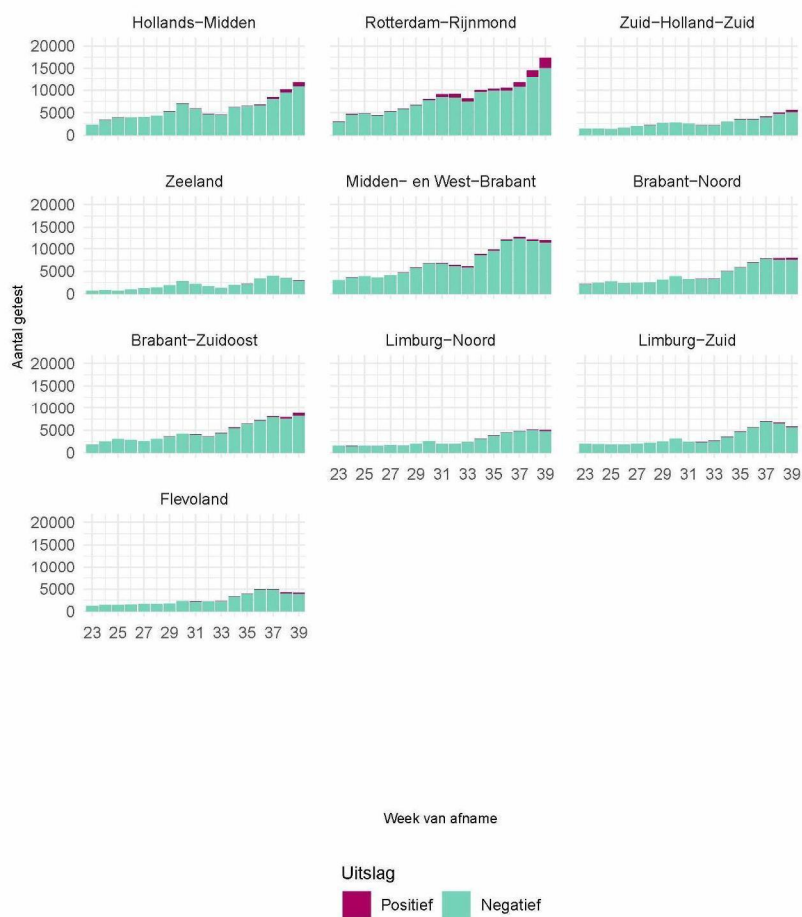 Hollands-Midden Rotterdam-Rijnmond Zuid-Holland-Zuid
20000
15000
10000
5000
0
Zeeland Midden- en West-Brabant Brabant-Noord
20000
15000
10000
5000
0
Aantal getest
Brabant-Zuidoost Limburg-Noord Limburg-Zuid
20000
15000
10000
5000
0
23 25 27 29 31 33 35 37 39 23 25 27 29 31 33 35 37 39
Flevoland
20000
15000
10000
5000
0
23 25 27 29 31 33 35 37 39
Week van afname
Uitslag
Positief Negatief